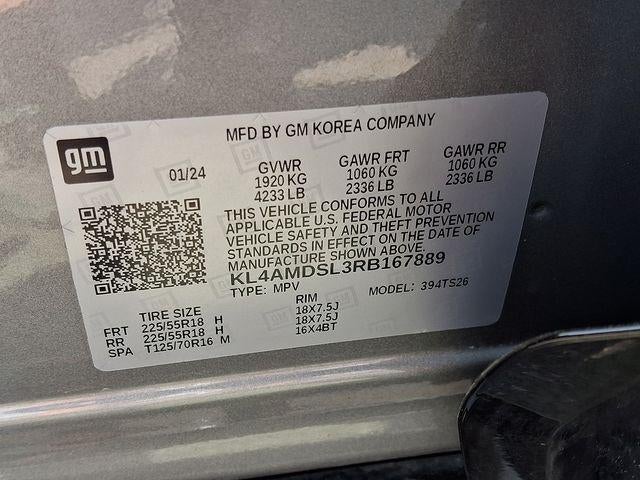 gm
MFD BY GM KOREA COMPANY
01/24 GVWR GAWR FRT GAWR RR
1920 KG 1060 KG 1060 KG
4233 LB 2336 LB 2336 LB
THIS VEHICLE CONFORMS TO ALL
APPLICABLE U.S. FEDERAL MOTOR
VEHICLE SAFETY AND THEFT PREVENTION
STANDARDS IN EFFECT ON THE DATE OF
MANUFACTURE SHOWN ABOVE.
KL4AMDSL3RB167889
TYPE: MPV MODEL: 394TS26
TIRE SIZE RIM
FRT 225/55R18 H 18X7.5J
RR 225/55R18 H 18X7.5J
SPA T125/70R16 M 16X4BT